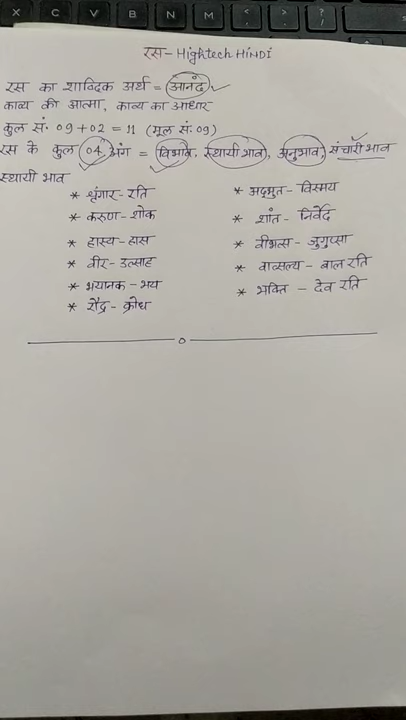 X C V B N M < , > . ? /
रस - Hightech HINDI
रस का शाब्दिक अर्थ = आनंद
काव्य की आत्मा, काव्य का आधार
कुल सं. 09 + 02 = 11 (मूल सं. 09)
रस के कुल 04 अंग = विभाव, स्थायी भाव, अनुभाव, संचारी भाव
स्थायी भाव
* श्रृंगार - रति
* करुण - शोक
* हास्य - हास
* वीर - उत्साह
* भयानक - भय
* रौद्र - क्रोध
* अद्भुत - विस्मय
* शांत - निर्वेद
* वीभत्स - जुगुप्सा
* वात्सल्य - बाल रति
* भक्ति - देव रति